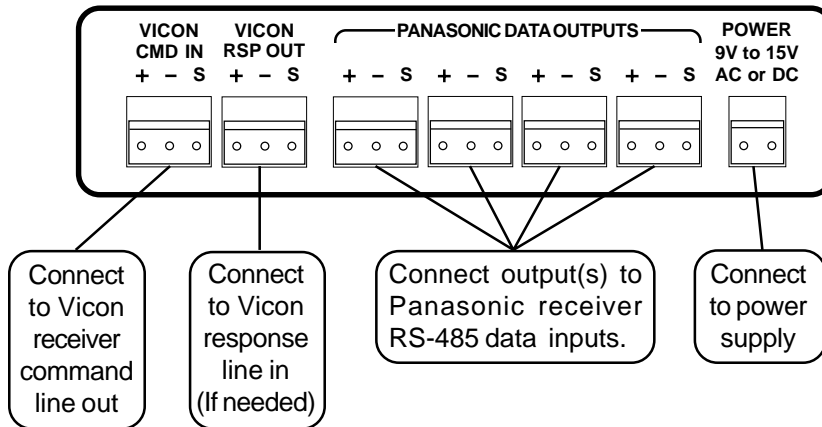 VICON
CMD IN
+ – S
VICON
RSP OUT
+ – S
PANASONIC DATA OUTPUTS
+ – S + – S + – S + – S
POWER
9V to 15V
AC or DC
Connect
to Vicon
receiver
command
line out
Connect
to Vicon
response
line in
(If needed)
Connect output(s) to
Panasonic receiver
RS-485 data inputs.
Connect
to power
supply